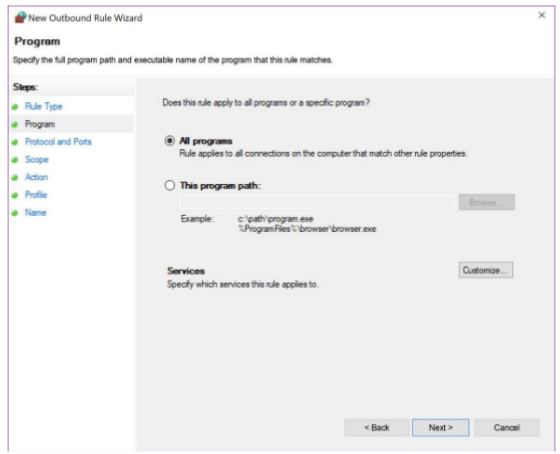 New Outbound Rule Wizard
Program
Specify the full program path and executable name of the program that this rule matches.
Steps:
Rule Type
Program
Protocol and Ports
Scope
Action
Profile
Name
Does this rule apply to all programs or a specific program?
All programs
Rule applies to all connections on the computer that match other rule properties.
This program path:
Browse...
Example: c:\path\program.exe
%ProgramFiles%\browser\browser.exe
Services
Customize...
Specify which services this rule applies to.
< Back Next > Cancel